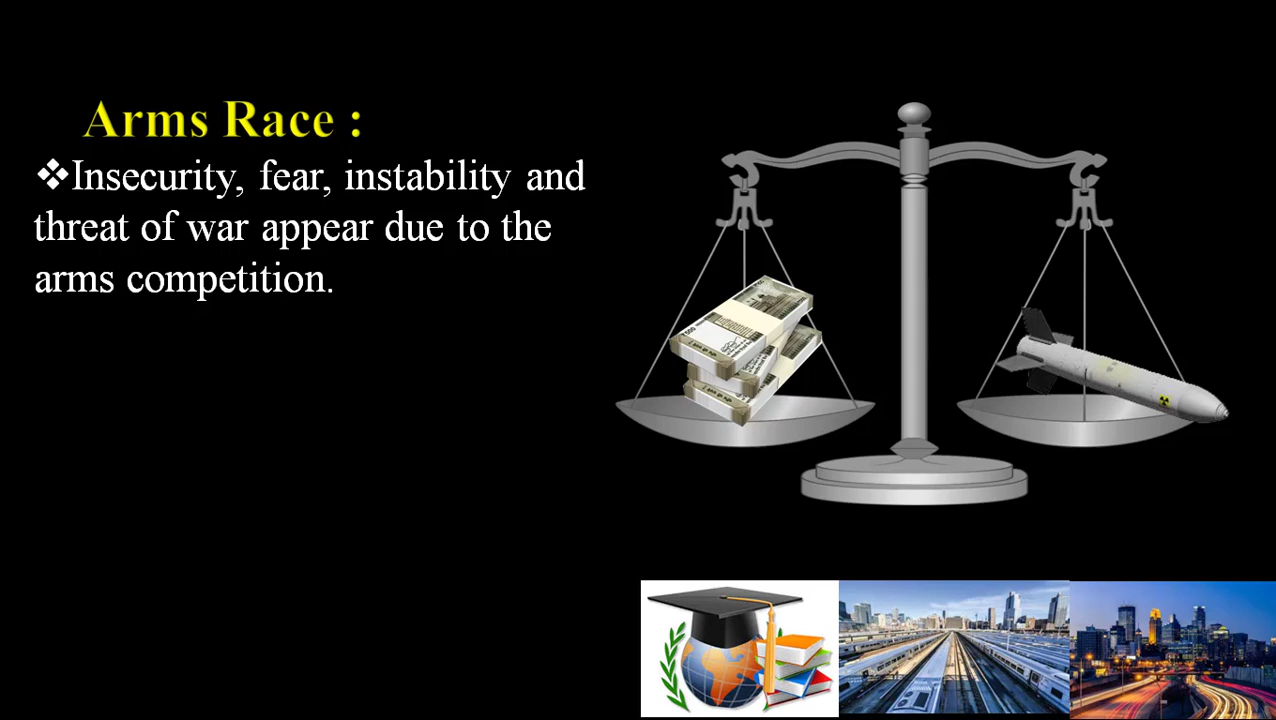 Arms Race :
❖Insecurity, fear, instability and
threat of war appear due to the
arms competition.